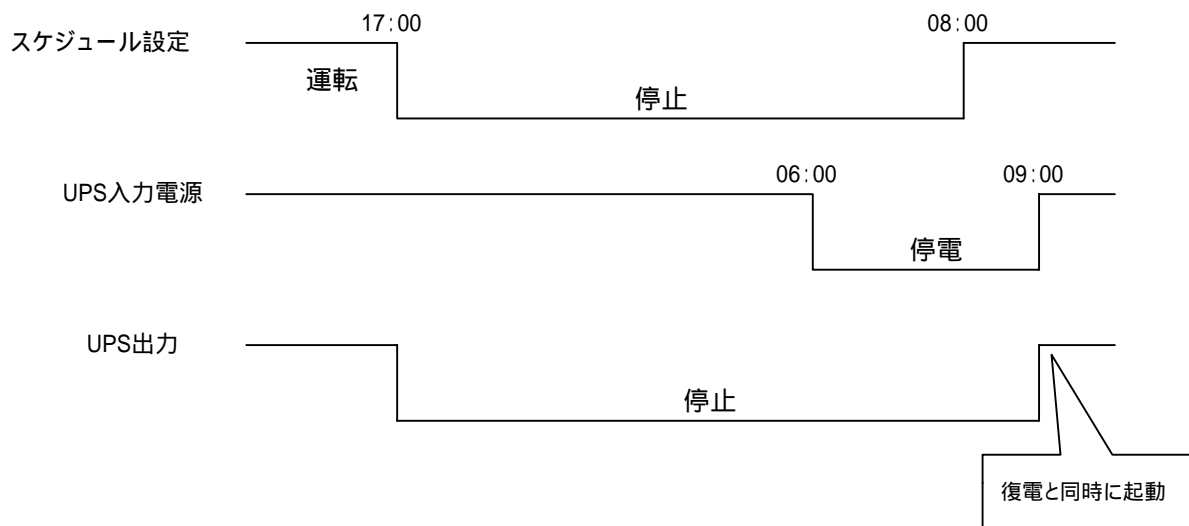 17:00 08:00
スケジュール設定
運転
停止
06:00 09:00
UPS入力電源
停電
UPS出力
停止
復電と同時に起動